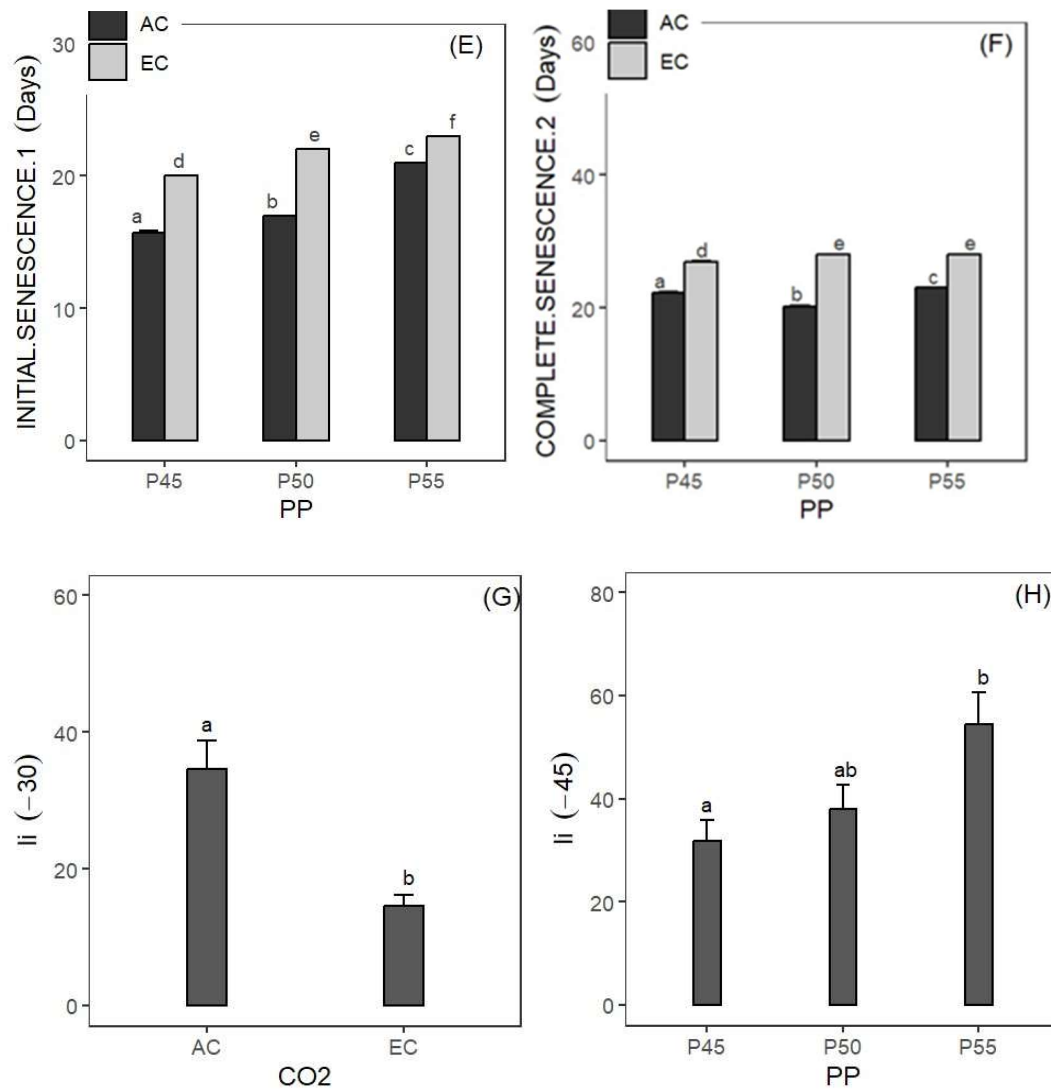 AC
EC
(E)
INITIAL.SENESCENCE.1 (Days)
30
20
10
0
a
d
b
e
c
f
P45
P50
P55
PP
AC
EC
(F)
COMPLETE.SENESCENCE.2 (Days)
60
40
20
0
a
d
b
e
c
e
P45
P50
P55
PP
(G)
Ii (−30)
60
40
20
0
a
b
AC
EC
CO2
(H)
Ii (−45)
80
60
40
20
0
a
ab
b
P45
P50
P55
PP